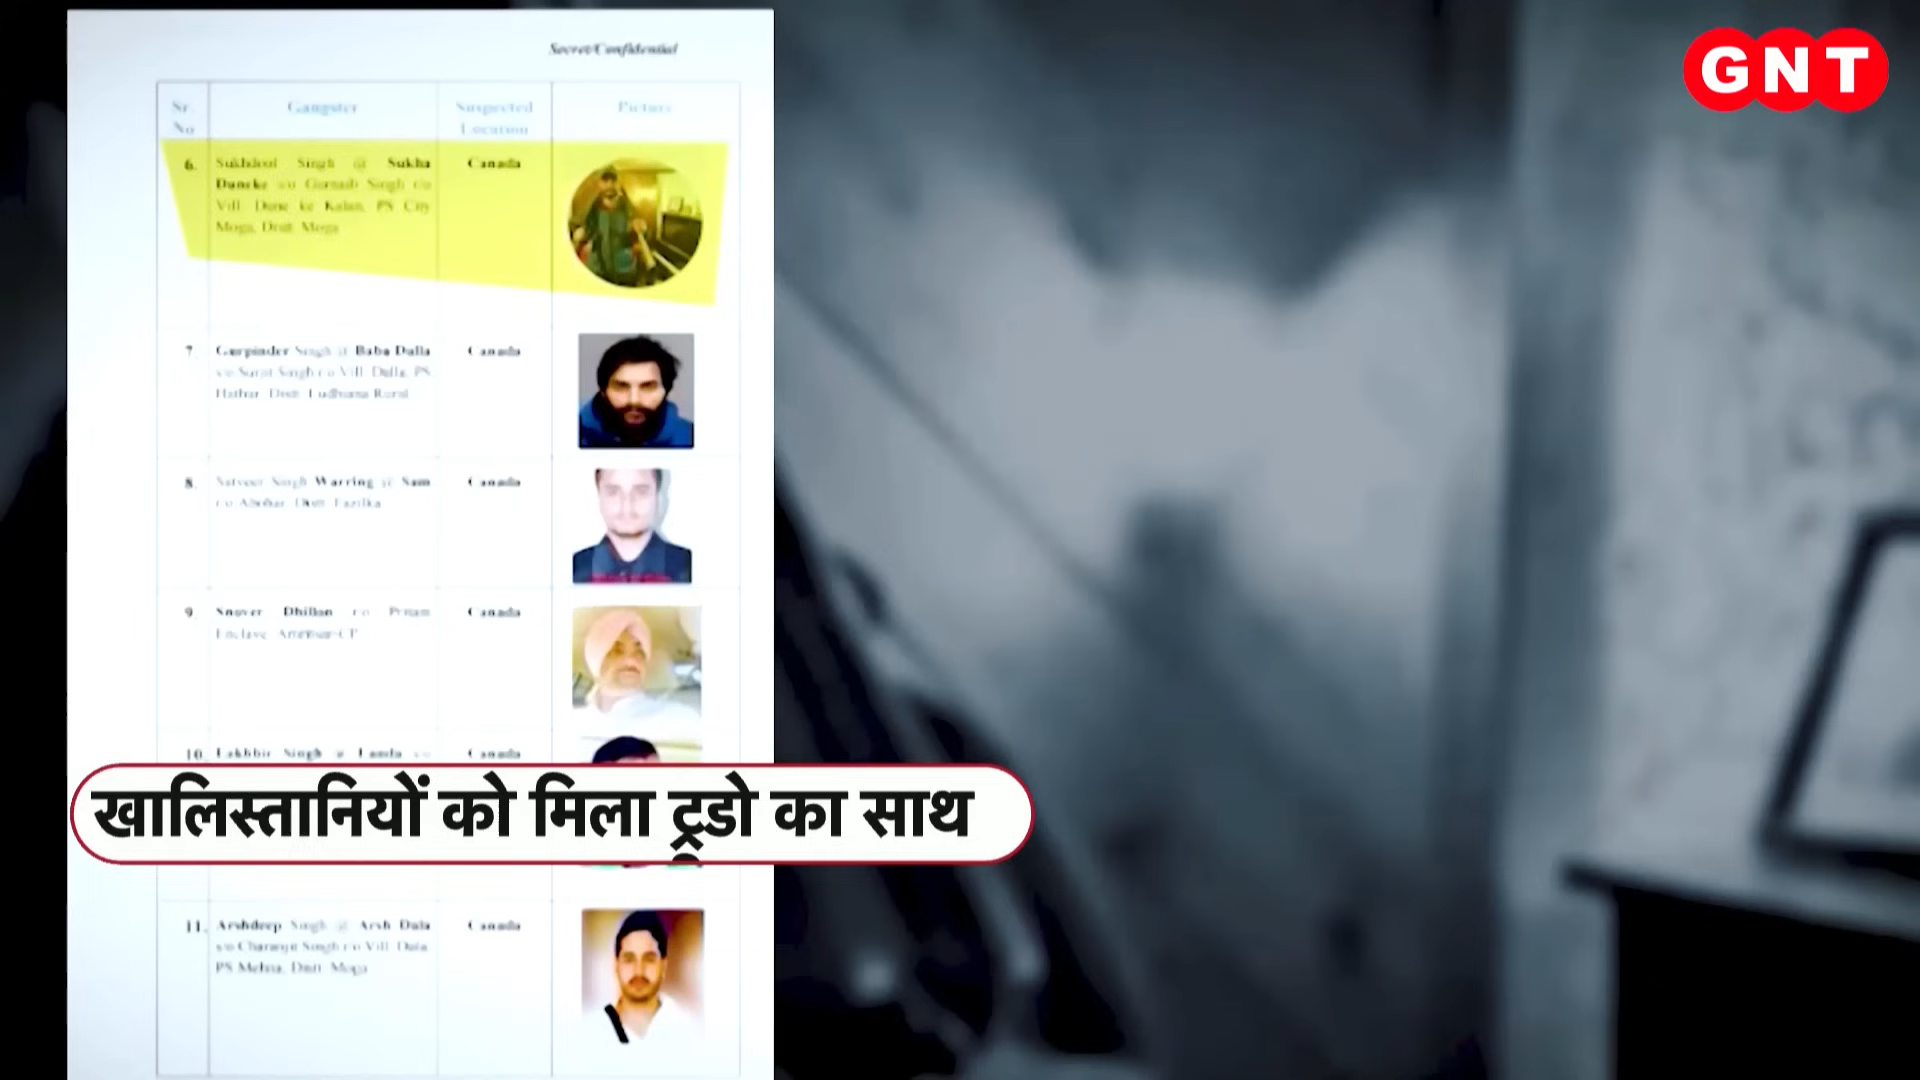 GNT
Secret/Confidential
Sr. Gangster Suspected Picture
No Location
6. Sukhdool Singh @ Sukha Canada
Duneke s/o Gurnaib Singh r/o
Vill. Dune ke Kalan, PS City
Moga, Distt. Moga
7. Gurpinder Singh @ Baba Dalla Canada
s/o Surjit Singh r/o Vill. Dalla, PS
Hathur, Distt. Ludhiana Rural
8. Satveer Singh Warring @ Sam Canada
r/o Abohar, Distt. Fazilka
9. Snover Dhillon r/o Pritam Canada
Enclave, Amritsar-CP
10. Lakhbir Singh @ Landa Canada
खालिस्तानियों को मिला ट्रूडो का साथ
11. Arshdeep Singh @ Arsh Dala Canada
s/o Charanjit Singh r/o Vill. Dala,
PS Mehna, Distt. Moga